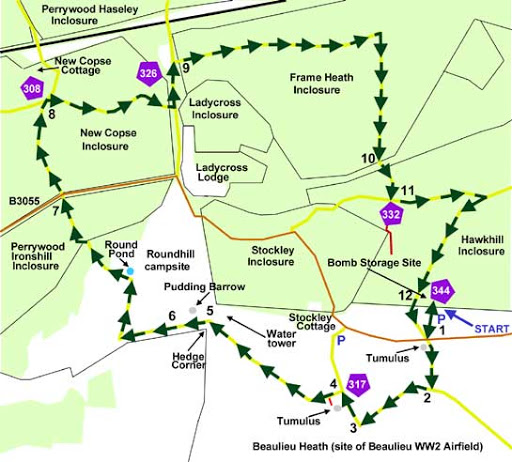 Perrywood Haseley
Inclosure
New Copse
Cottage
308
326
9
8
Frame Heath
Inclosure
Ladycross
Inclosure
New Copse
Inclosure
Ladycross
Lodge
10
11
332
B3055
7
Perrywood
Ironshill
Inclosure
Round
Pond
Roundhill
campsite
Stockley
Inclosure
Hawkhill
Inclosure
Bomb Storage Site
Pudding Barrow
12
344
6
5
Stockley
Cottage
P
P
1
START
Water
tower
Hedge
Corner
Tumulus
4
317
2
Tumulus
3
Beaulieu Heath (site of Beaulieu WW2 Airfield)